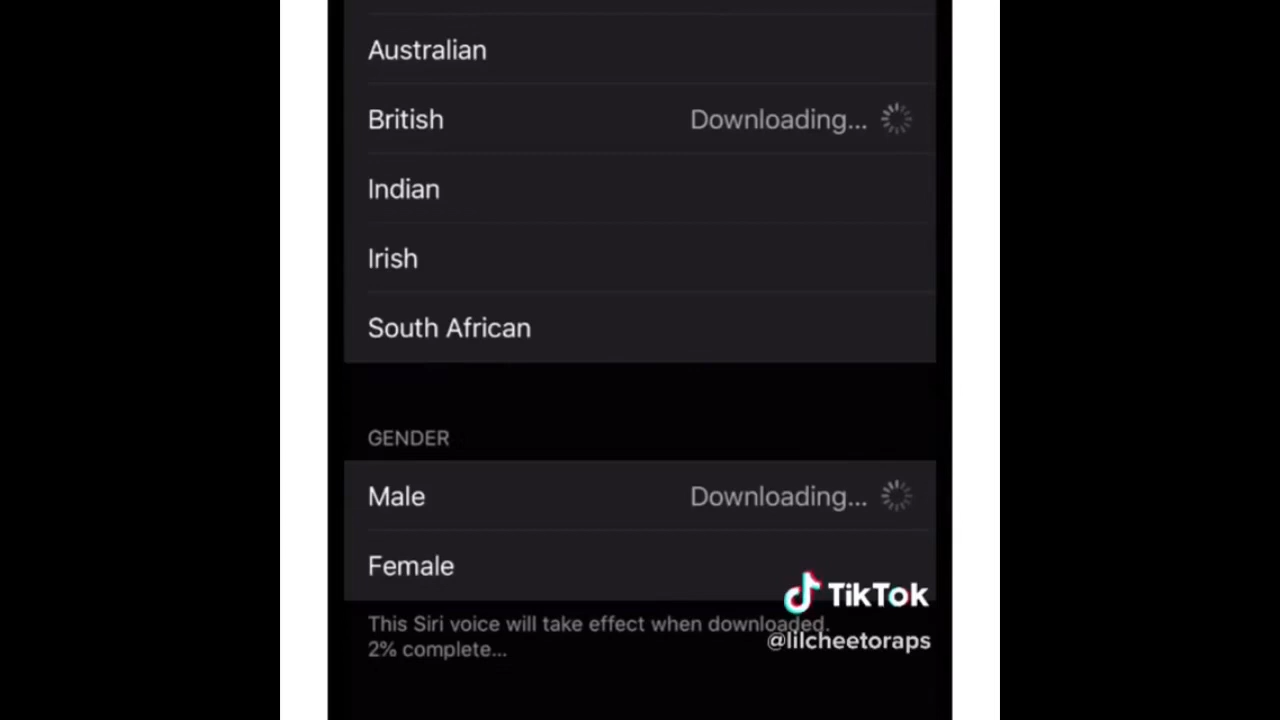 Australian
British Downloading...
Indian
Irish
South African
GENDER
Male Downloading...
Female
TikTok
This Siri voice will take effect when downloaded.
@lilcheetoraps
2% complete...